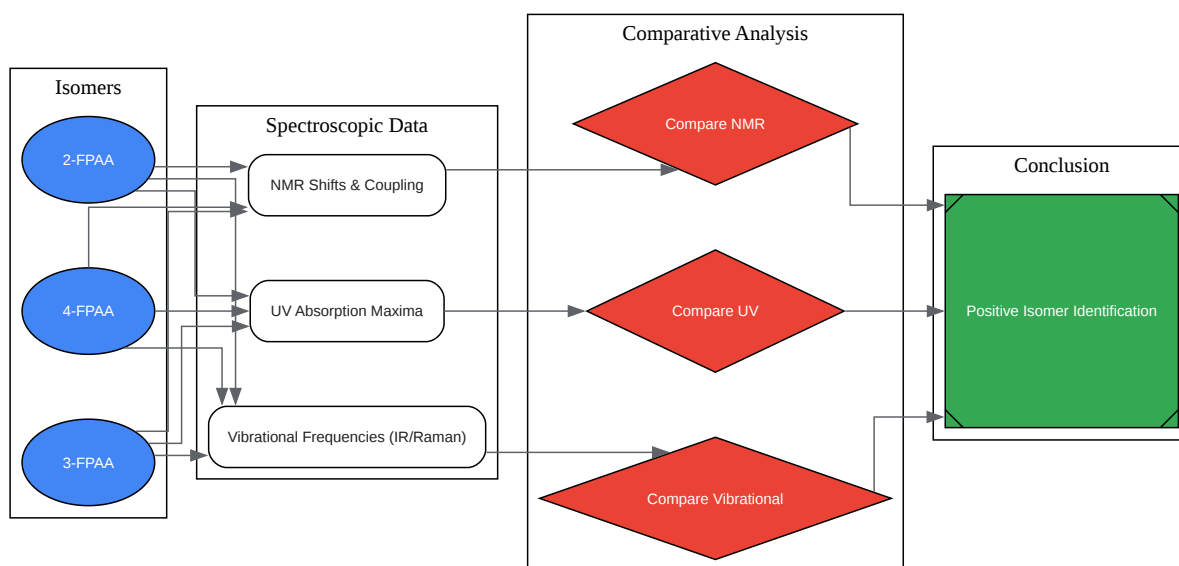 Isomers
2-FPAA
4-FPAA
3-FPAA
Spectroscopic Data
NMR Shifts & Coupling
UV Absorption Maxima
Vibrational Frequencies (IR/Raman)
Comparative Analysis
Compare NMR
Compare UV
Compare Vibrational
Conclusion
Positive Isomer Identification